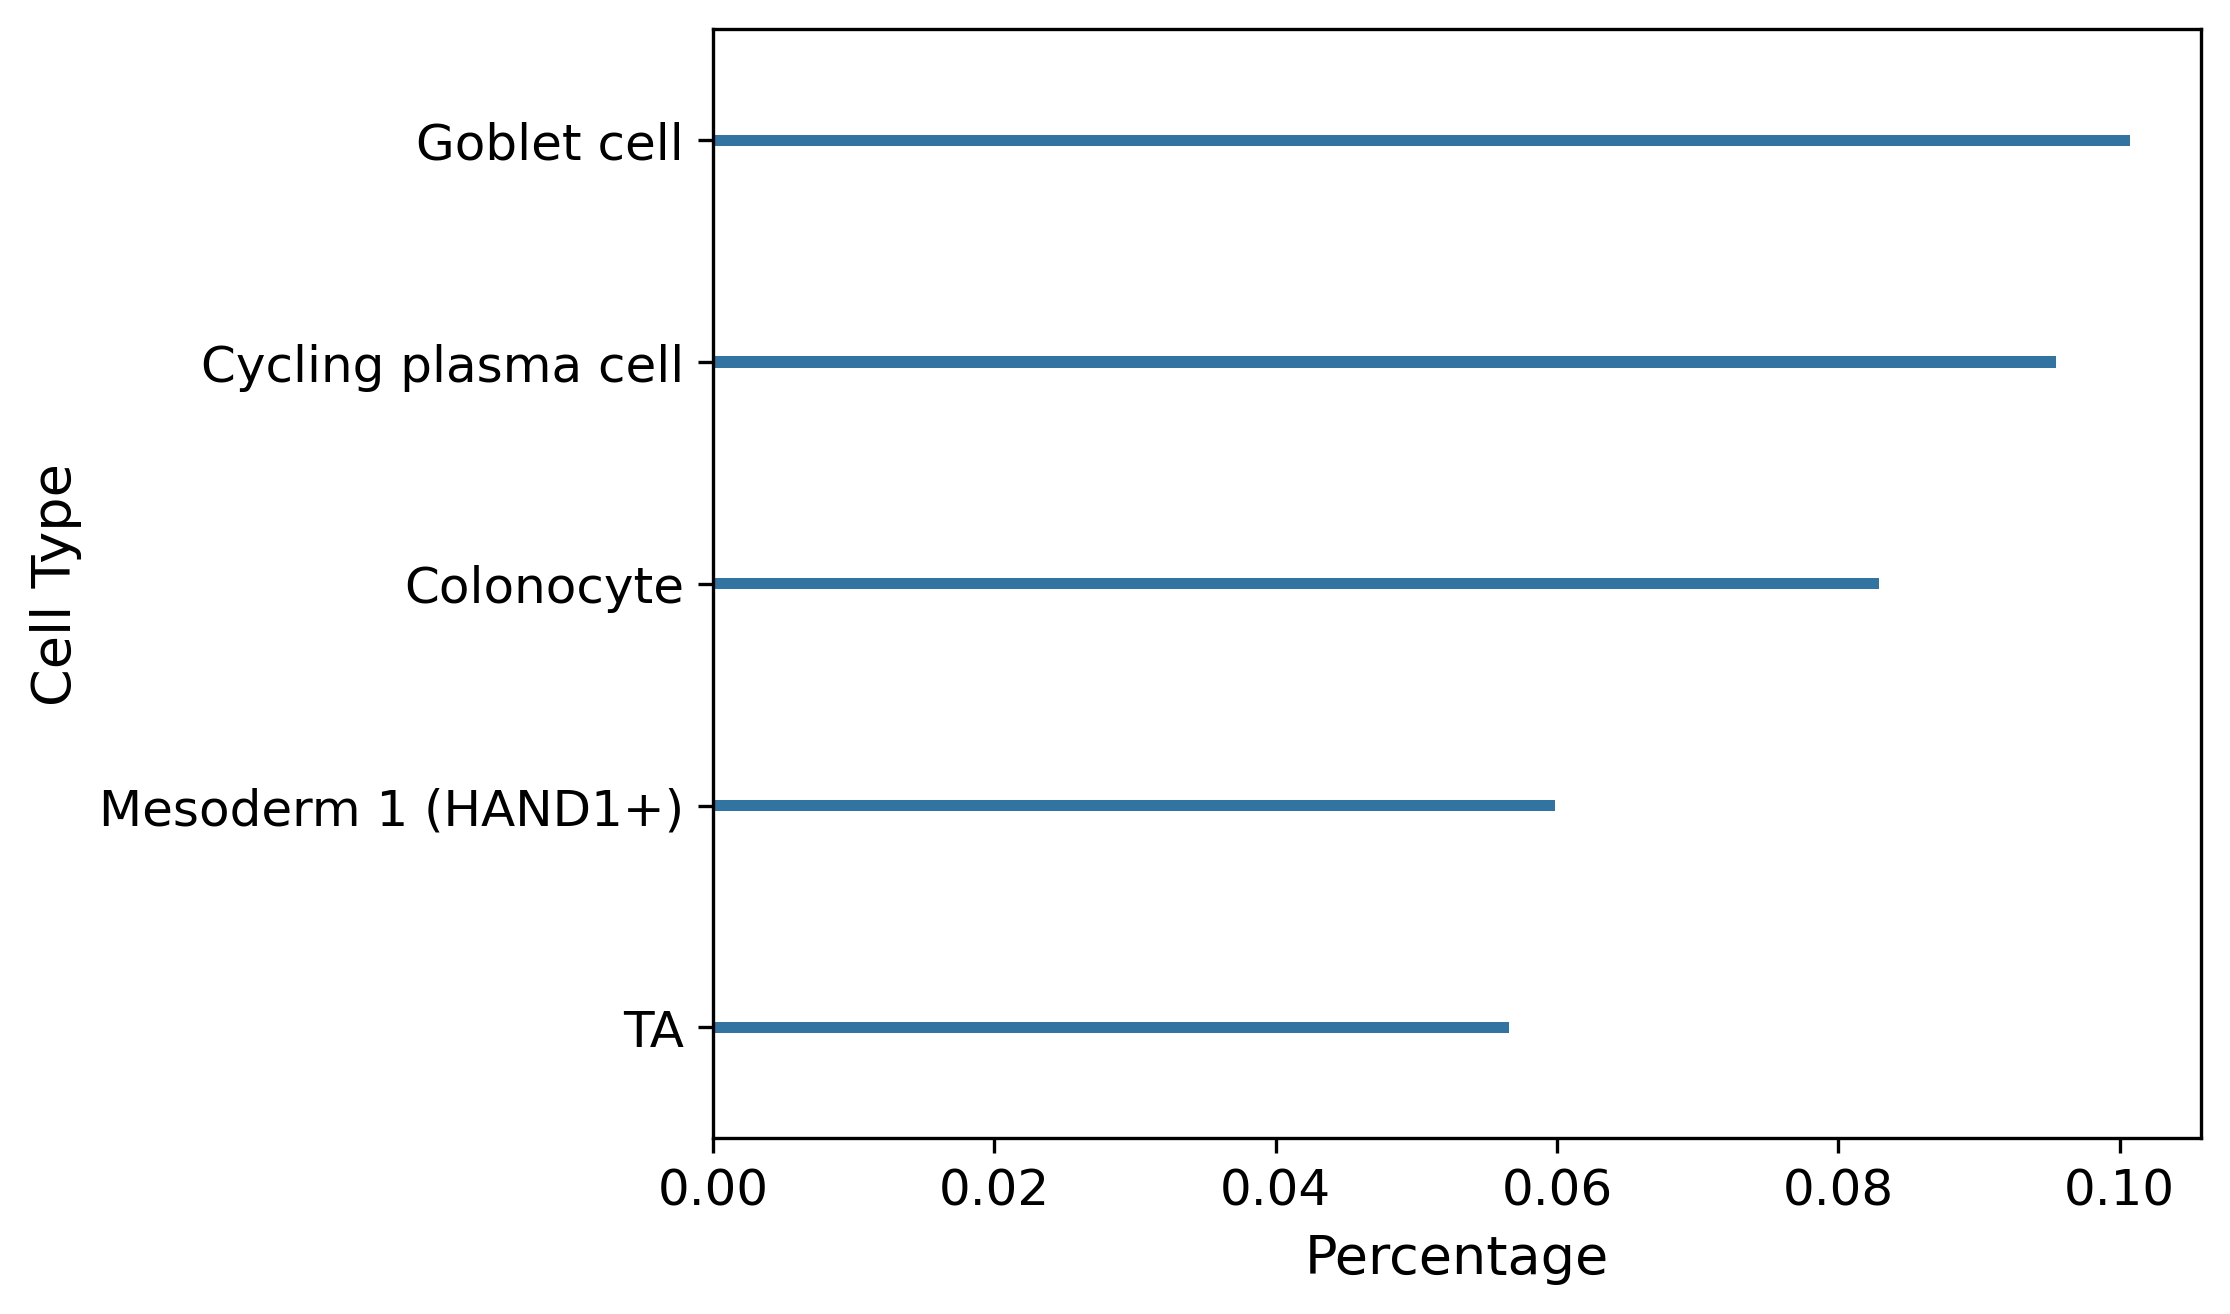 Goblet cell
Cycling plasma cell
Colonocyte
Mesoderm 1 (HAND1+)
TA
Cell Type
0.00 0.02 0.04 0.06 0.08 0.10
Percentage